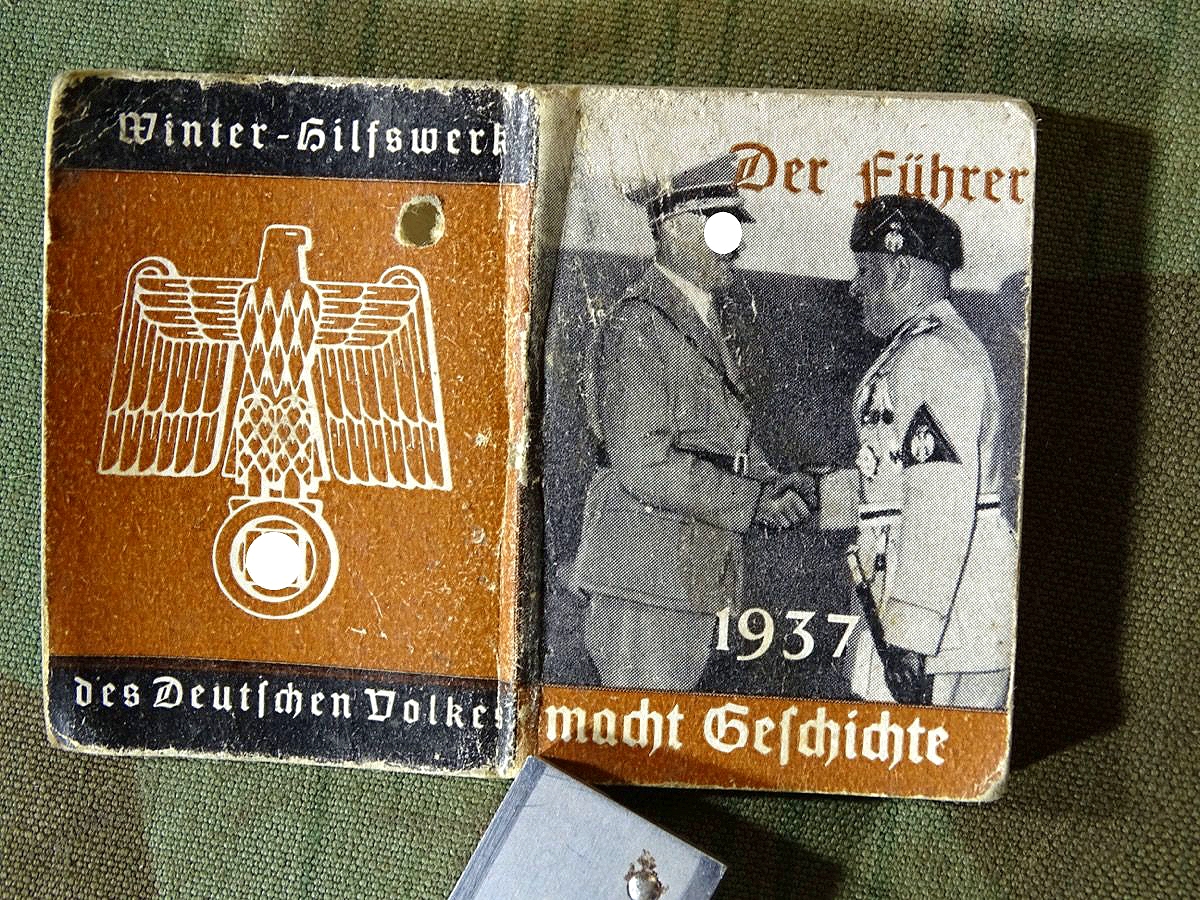 Winter-Hilfswerk
des Deutſchen Volkes
Der Führer
1937
macht Geſchichte